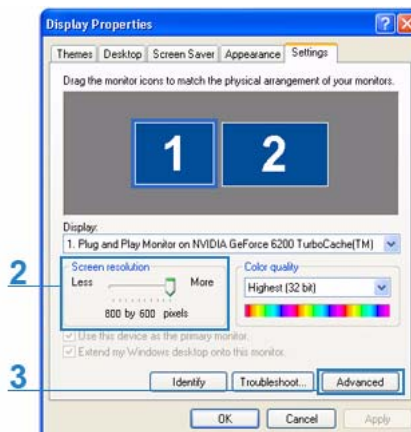 Display Properties
Themes Desktop Screen Saver Appearance Settings
Drag the monitor icons to match the physical arrangement of your monitors.
1 2
Display:
1. Plug and Play Monitor on NVIDIA GeForce 6200 TurboCache(TM)
2
Screen resolution
Less More
800 by 600 pixels
Color quality
Highest (32 bit)
Use this device as the primary monitor.
Extend my Windows desktop onto this monitor.
3
Identify Troubleshoot... Advanced
OK Cancel Apply